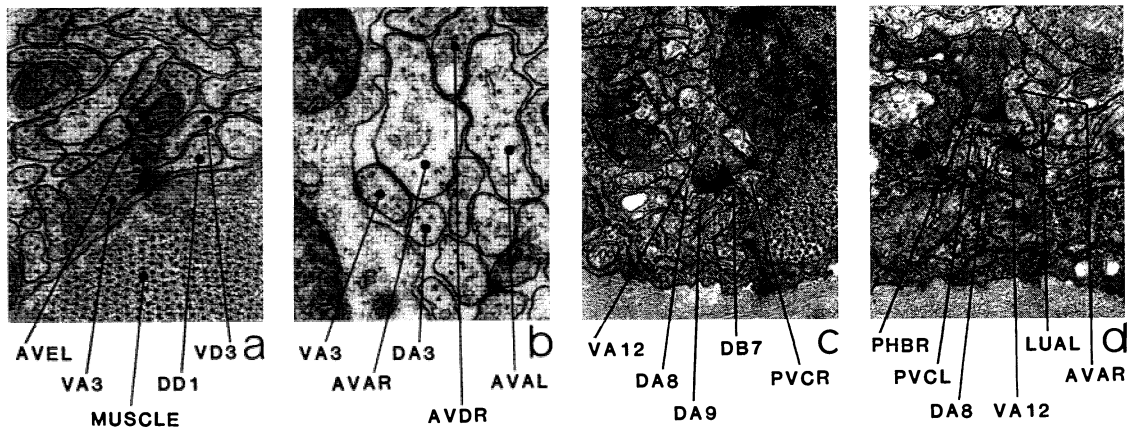 AVEL
VA3
MUSCLE
DD1
VD3
a
VA3
AVAR
DA3
AVDR
AVAL
b
VA12
DA8
DA9
DB7
PVCR
c
PHBR
PVCL
DA8
VA12
LUAL
AVAR
d